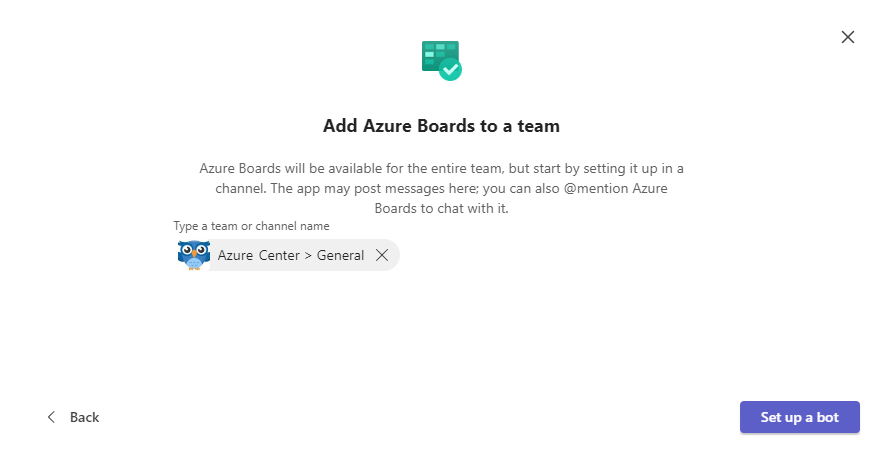 Add Azure Boards to a team
Azure Boards will be available for the entire team, but start by setting it up in a
channel. The app may post messages here; you can also @mention Azure
Boards to chat with it.
Type a team or channel name
Azure Center > General
Back
Set up a bot